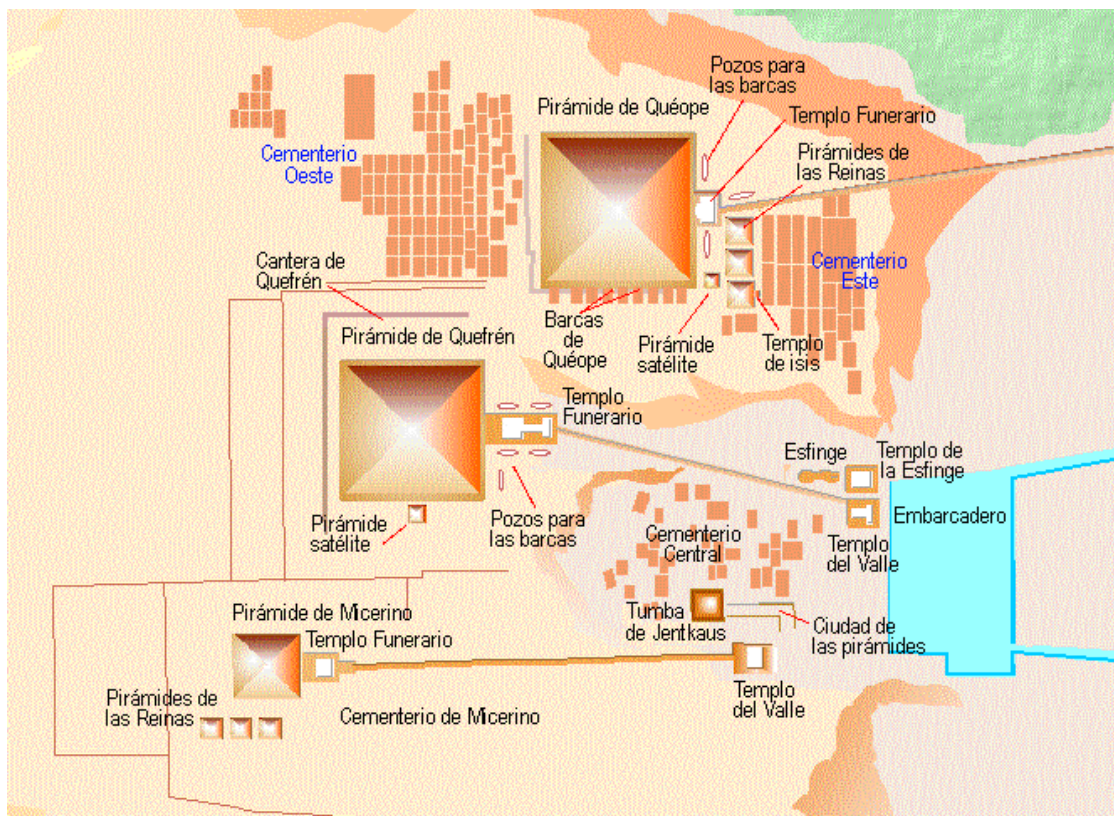 Pozos para
las barcas
Pirámide de Quéope
Templo Funerario
Pirámides de
las Reinas
Cementerio
Oeste
Cementerio
Este
Cantera de
Quefrén
Pirámide de Quefrén
Barcas
de
Quéope
Pirámide
satélite
Templo
de isis
Templo
Funerario
Esfinge
Templo de
la Esfinge
Embarcadero
Pirámide
satélite
Pozos para
las barcas
Cementerio
Central
Templo
del Valle
Pirámide de Micerino
Templo Funerario
Tumba
de Jentkaus
Ciudad de
las pirámides
Pirámides de
las Reinas
Cementerio de Micerino
Templo
del Valle